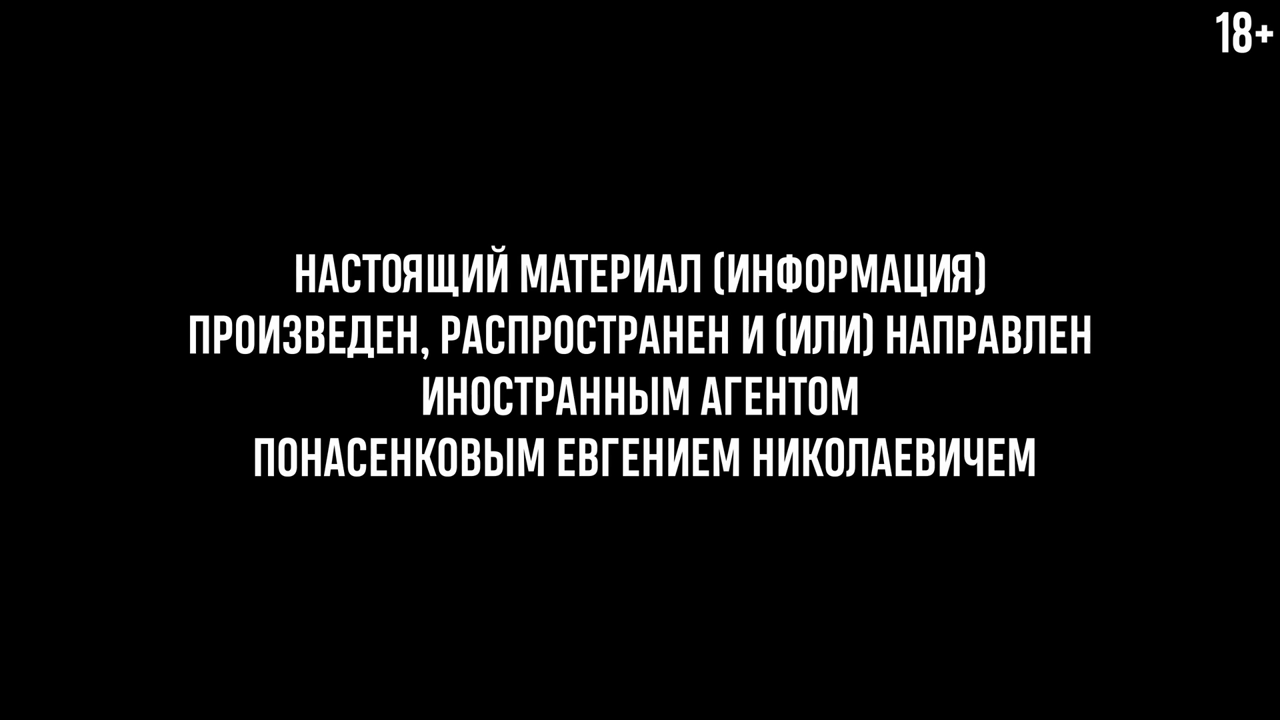 18+
НАСТОЯЩИЙ МАТЕРИАЛ (ИНФОРМАЦИЯ)
ПРОИЗВЕДЕН, РАСПРОСТРАНЕН И (ИЛИ) НАПРАВЛЕН
ИНОСТРАННЫМ АГЕНТОМ
ПОНАСЕНКОВЫМ ЕВГЕНИЕМ НИКОЛАЕВИЧЕМ